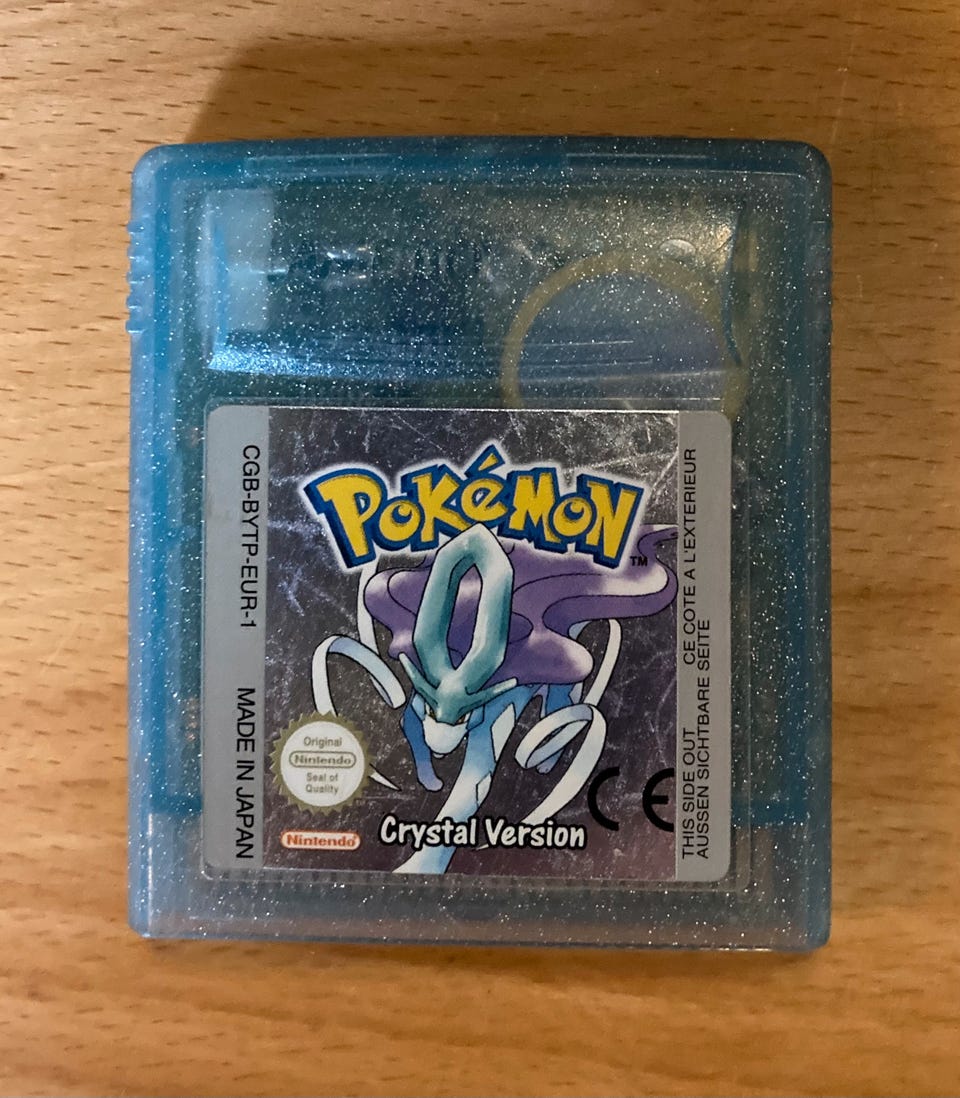 POKéMON
TM
CGB-BYTP-EUR-1 MADE IN JAPAN
Original
Nintendo
Seal of
Quality
Nintendo
Crystal Version
CE
THIS SIDE OUT CE COTE A L'EXTERIEUR
AUSSEN SICHTBARE SEITE